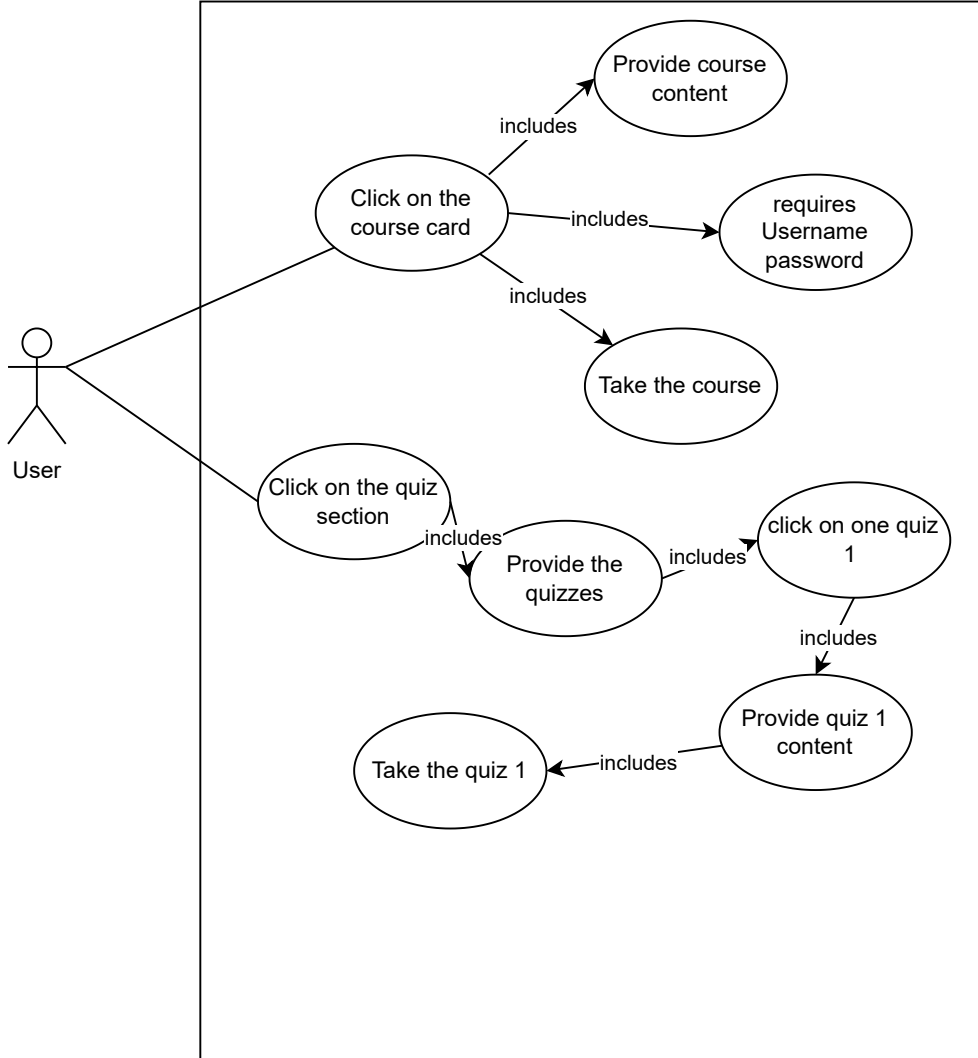 Provide course
content
includes
Click on the
course card
includes
requires
Username
password
includes
Take the course
User
Click on the quiz
section
includes
Provide the
quizzes
includes
click on one quiz
1
includes
Provide quiz 1
content
includes
Take the quiz 1